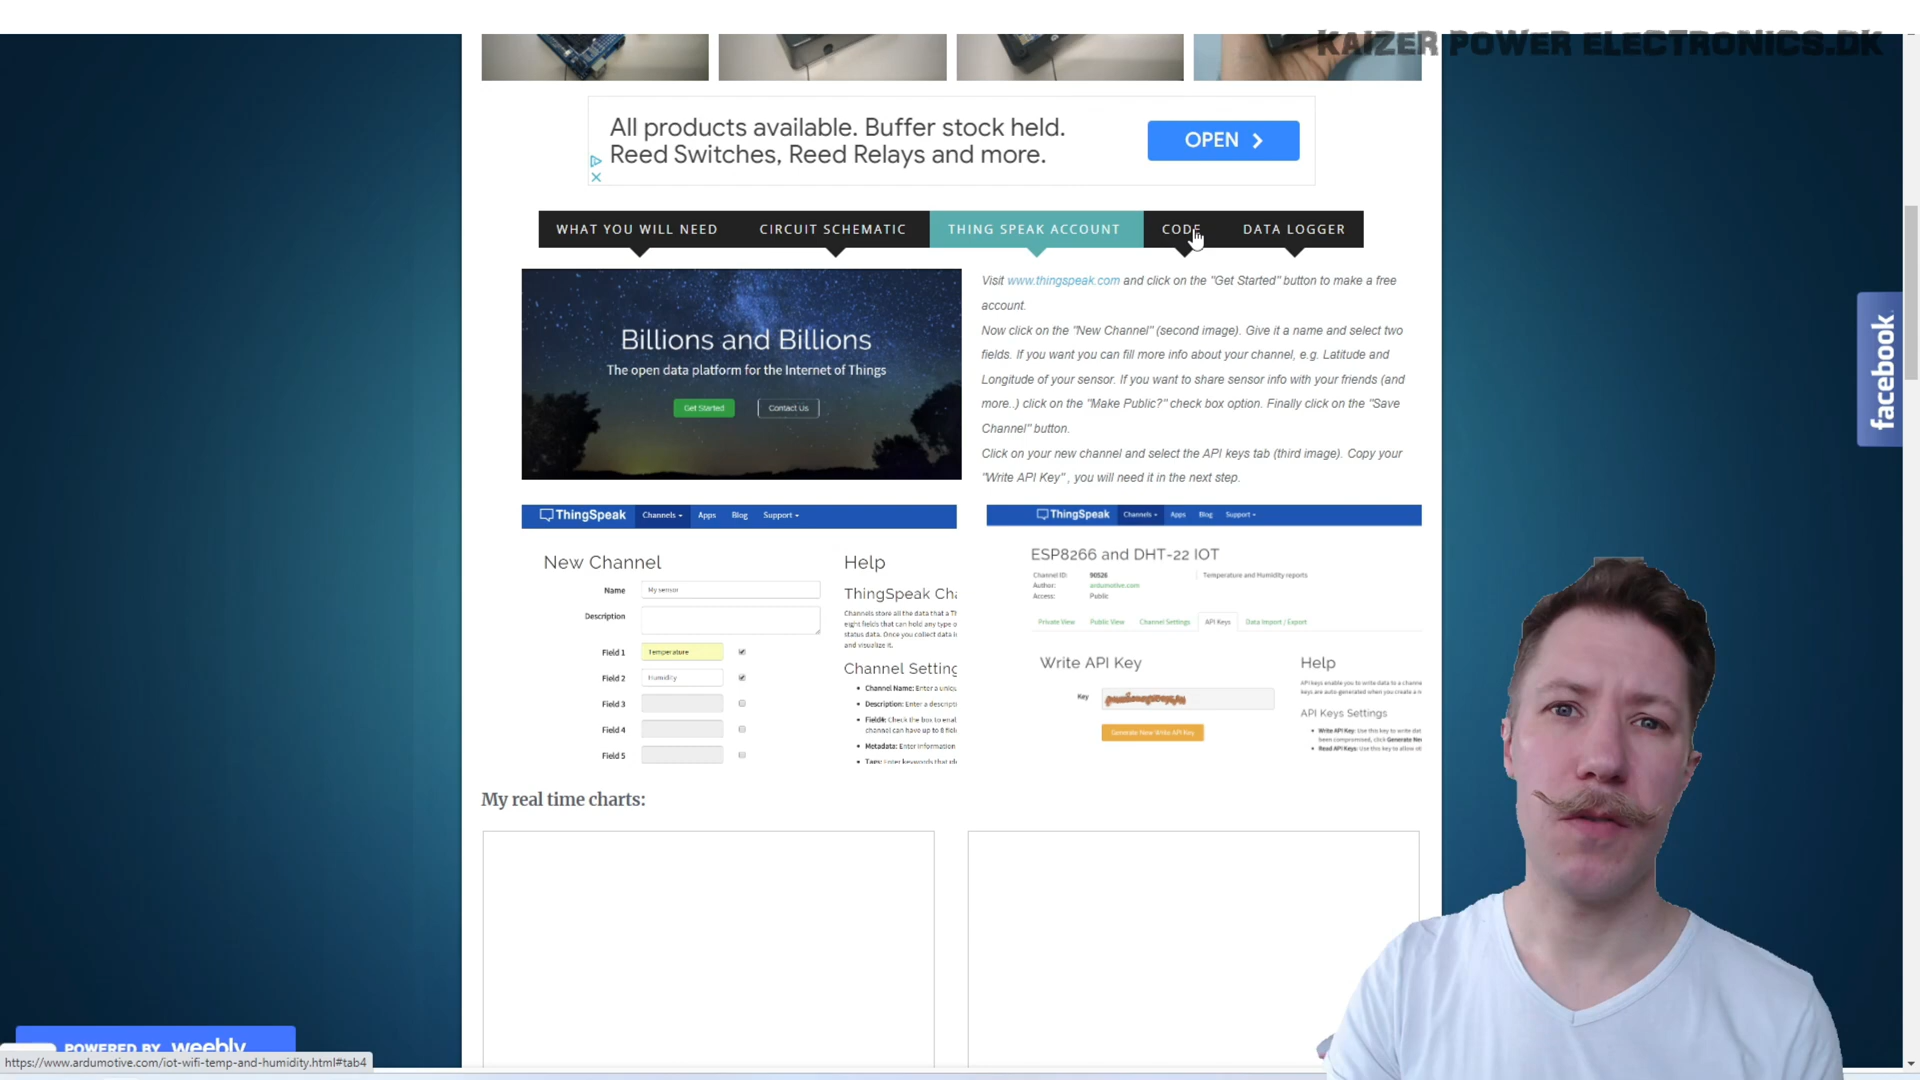 KAIZER POWER ELECTRONICS.DK
All products available. Buffer stock held.
Reed Switches, Reed Relays and more.
OPEN
WHAT YOU WILL NEED
CIRCUIT SCHEMATIC
THING SPEAK ACCOUNT
CODE
DATA LOGGER
Billions and Billions
The open data platform for the Internet of Things
Get Started
Contact Us
Visit www.thingspeak.com and click on the "Get Started" button to make a free
account.
Now click on the "New Channel" (second image). Give it a name and select two
fields. If you want you can fill more info about your channel, e.g. Latitude and
Longitude of your sensor. If you want to share sensor info with your friends (and
more..) click on the "Make Public?" check box option. Finally click on the "Save
Channel" button.
Click on your new channel and select the API keys tab (third image). Copy your
"Write API Key" , you will need it in the next step.
facebook
ThingSpeak Channels Apps Blog Support
New Channel
Name My sensor
Description
Field 1 Temperature
Field 2 Humidity
Field 3
Field 4
Field 5
Help
ThingSpeak Cha
Channels store all the data that a Th
eight fields that can hold any type o
status data. Once you collect data i
and visualize it.
Channel Setting
Channel Name: Enter a uniqu
Description: Enter a descripti
Field#: Check the box to enal
channel can have up to 8 fiel
Metadata: Enter information
Tags: Enter keywords that id
ThingSpeak Channels Apps Blog Support
ESP8266 and DHT-22 IOT
Channel ID: 90526
Author: ardumotive.com
Access: Public
Temperature and Humidity reports
Private View Public View Channel Settings API Keys Data Import / Export
Write API Key
Key
Generate New Write API Key
Help
API keys enable you to write data to a channe
keys are auto-generated when you create a n
API Keys Settings
Write API Key: Use this key to write dat
been compromised, click Generate Nev
Read API Keys: Use this key to allow ot
My real time charts:
POWERED BY weebly
https://www.ardumotive.com/iot-wifi-temp-and-humidity.html#tab4